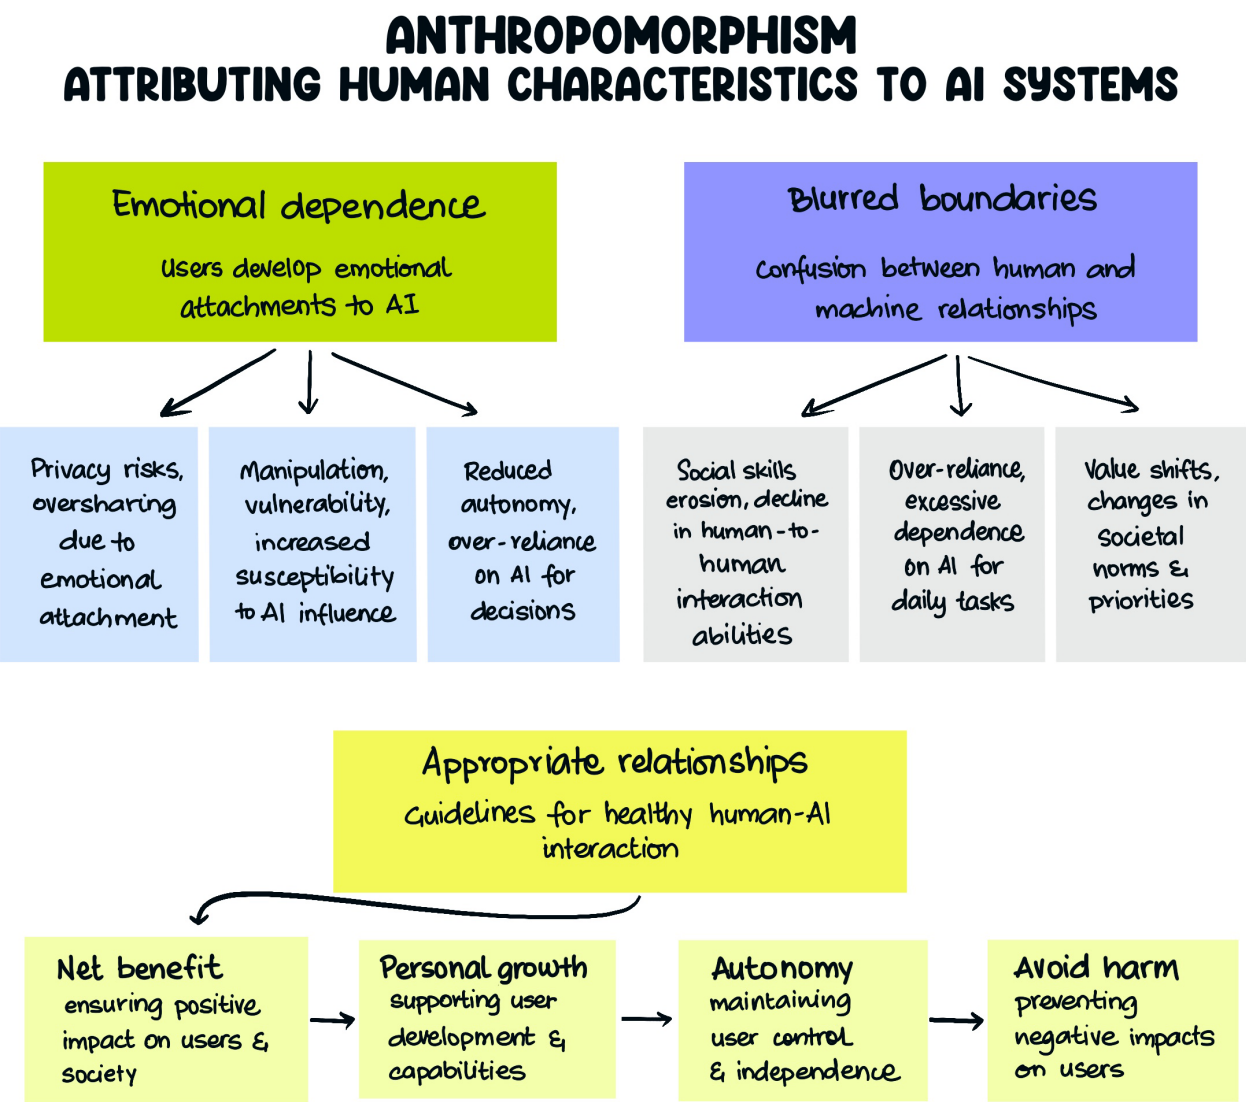 ANTHROPOMORPHISM
ATTRIBUTING HUMAN CHARACTERISTICS TO AI SYSTEMS
Emotional dependence
Users develop emotional
attachments to AI
Blurred boundaries
Confusion between human and
machine relationships
Privacy risks,
oversharing
due to
emotional
attachment
Manipulation,
vulnerability,
increased
susceptibility
to AI influence
Reduced
autonomy,
over-reliance
on AI for
decisions
Social skills
erosion, decline
in human-to-
human
interaction
abilities
Over-reliance,
excessive
dependence
on AI for
daily tasks
Value shifts,
changes in
societal
norms &
priorities
Appropriate relationships
Guidelines for healthy human-AI
interaction
Net benefit
ensuring positive
impact on users &
society
Personal growth
supporting user
development &
capabilities
Autonomy
maintaining
user control
& independence
Avoid harm
preventing
negative impacts
on users